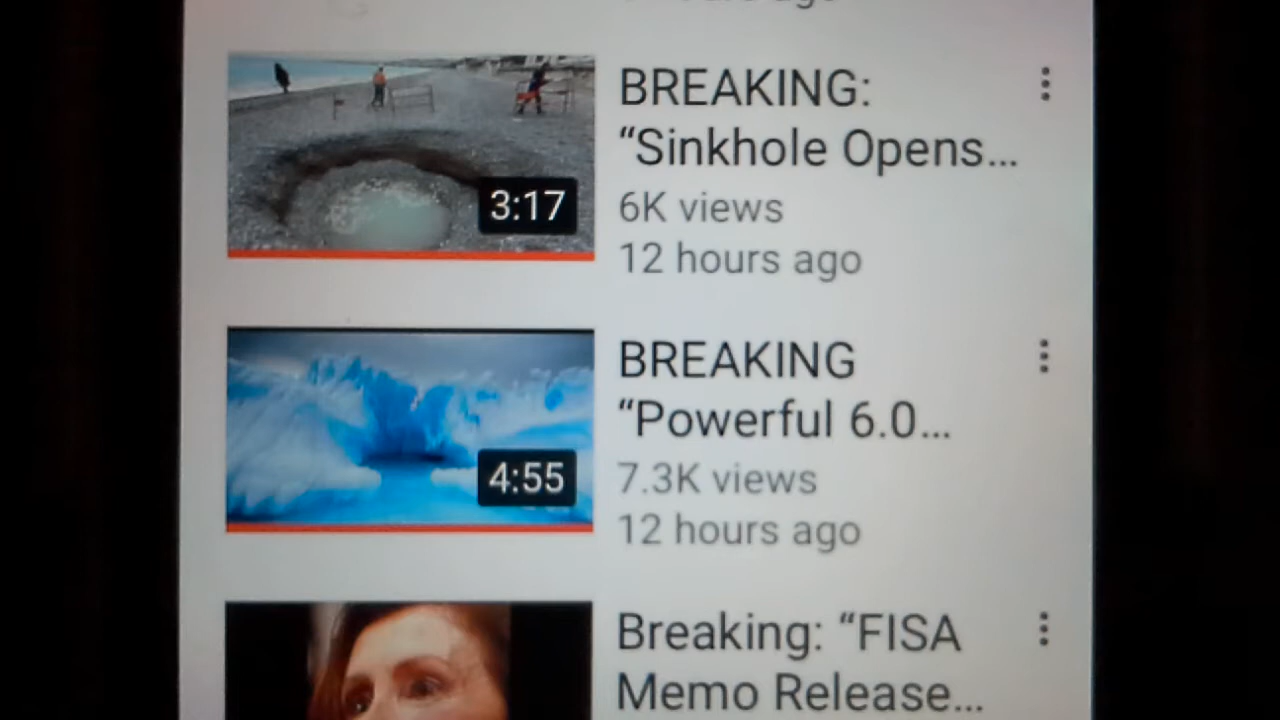 BREAKING:
“Sinkhole Opens...
3:17
6K views
12 hours ago
BREAKING
“Powerful 6.0...
4:55
7.3K views
12 hours ago
Breaking: “FISA
Memo Release...